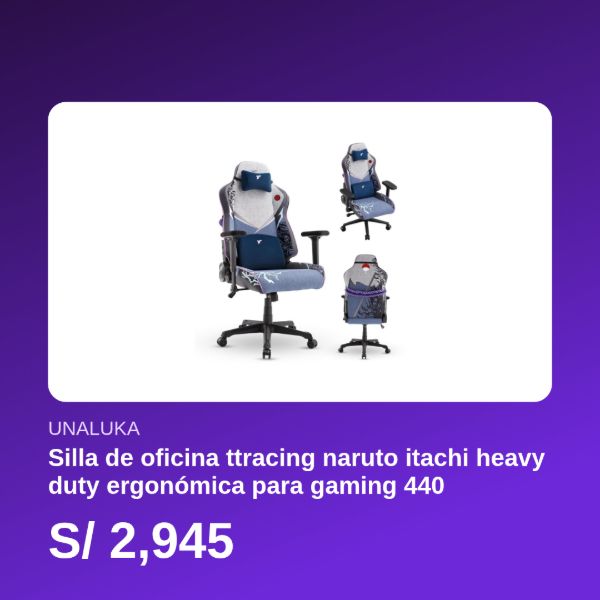 UNALUKA
Silla de oficina ttracing naruto itachi heavy
duty ergonómica para gaming 440
S/ 2,945